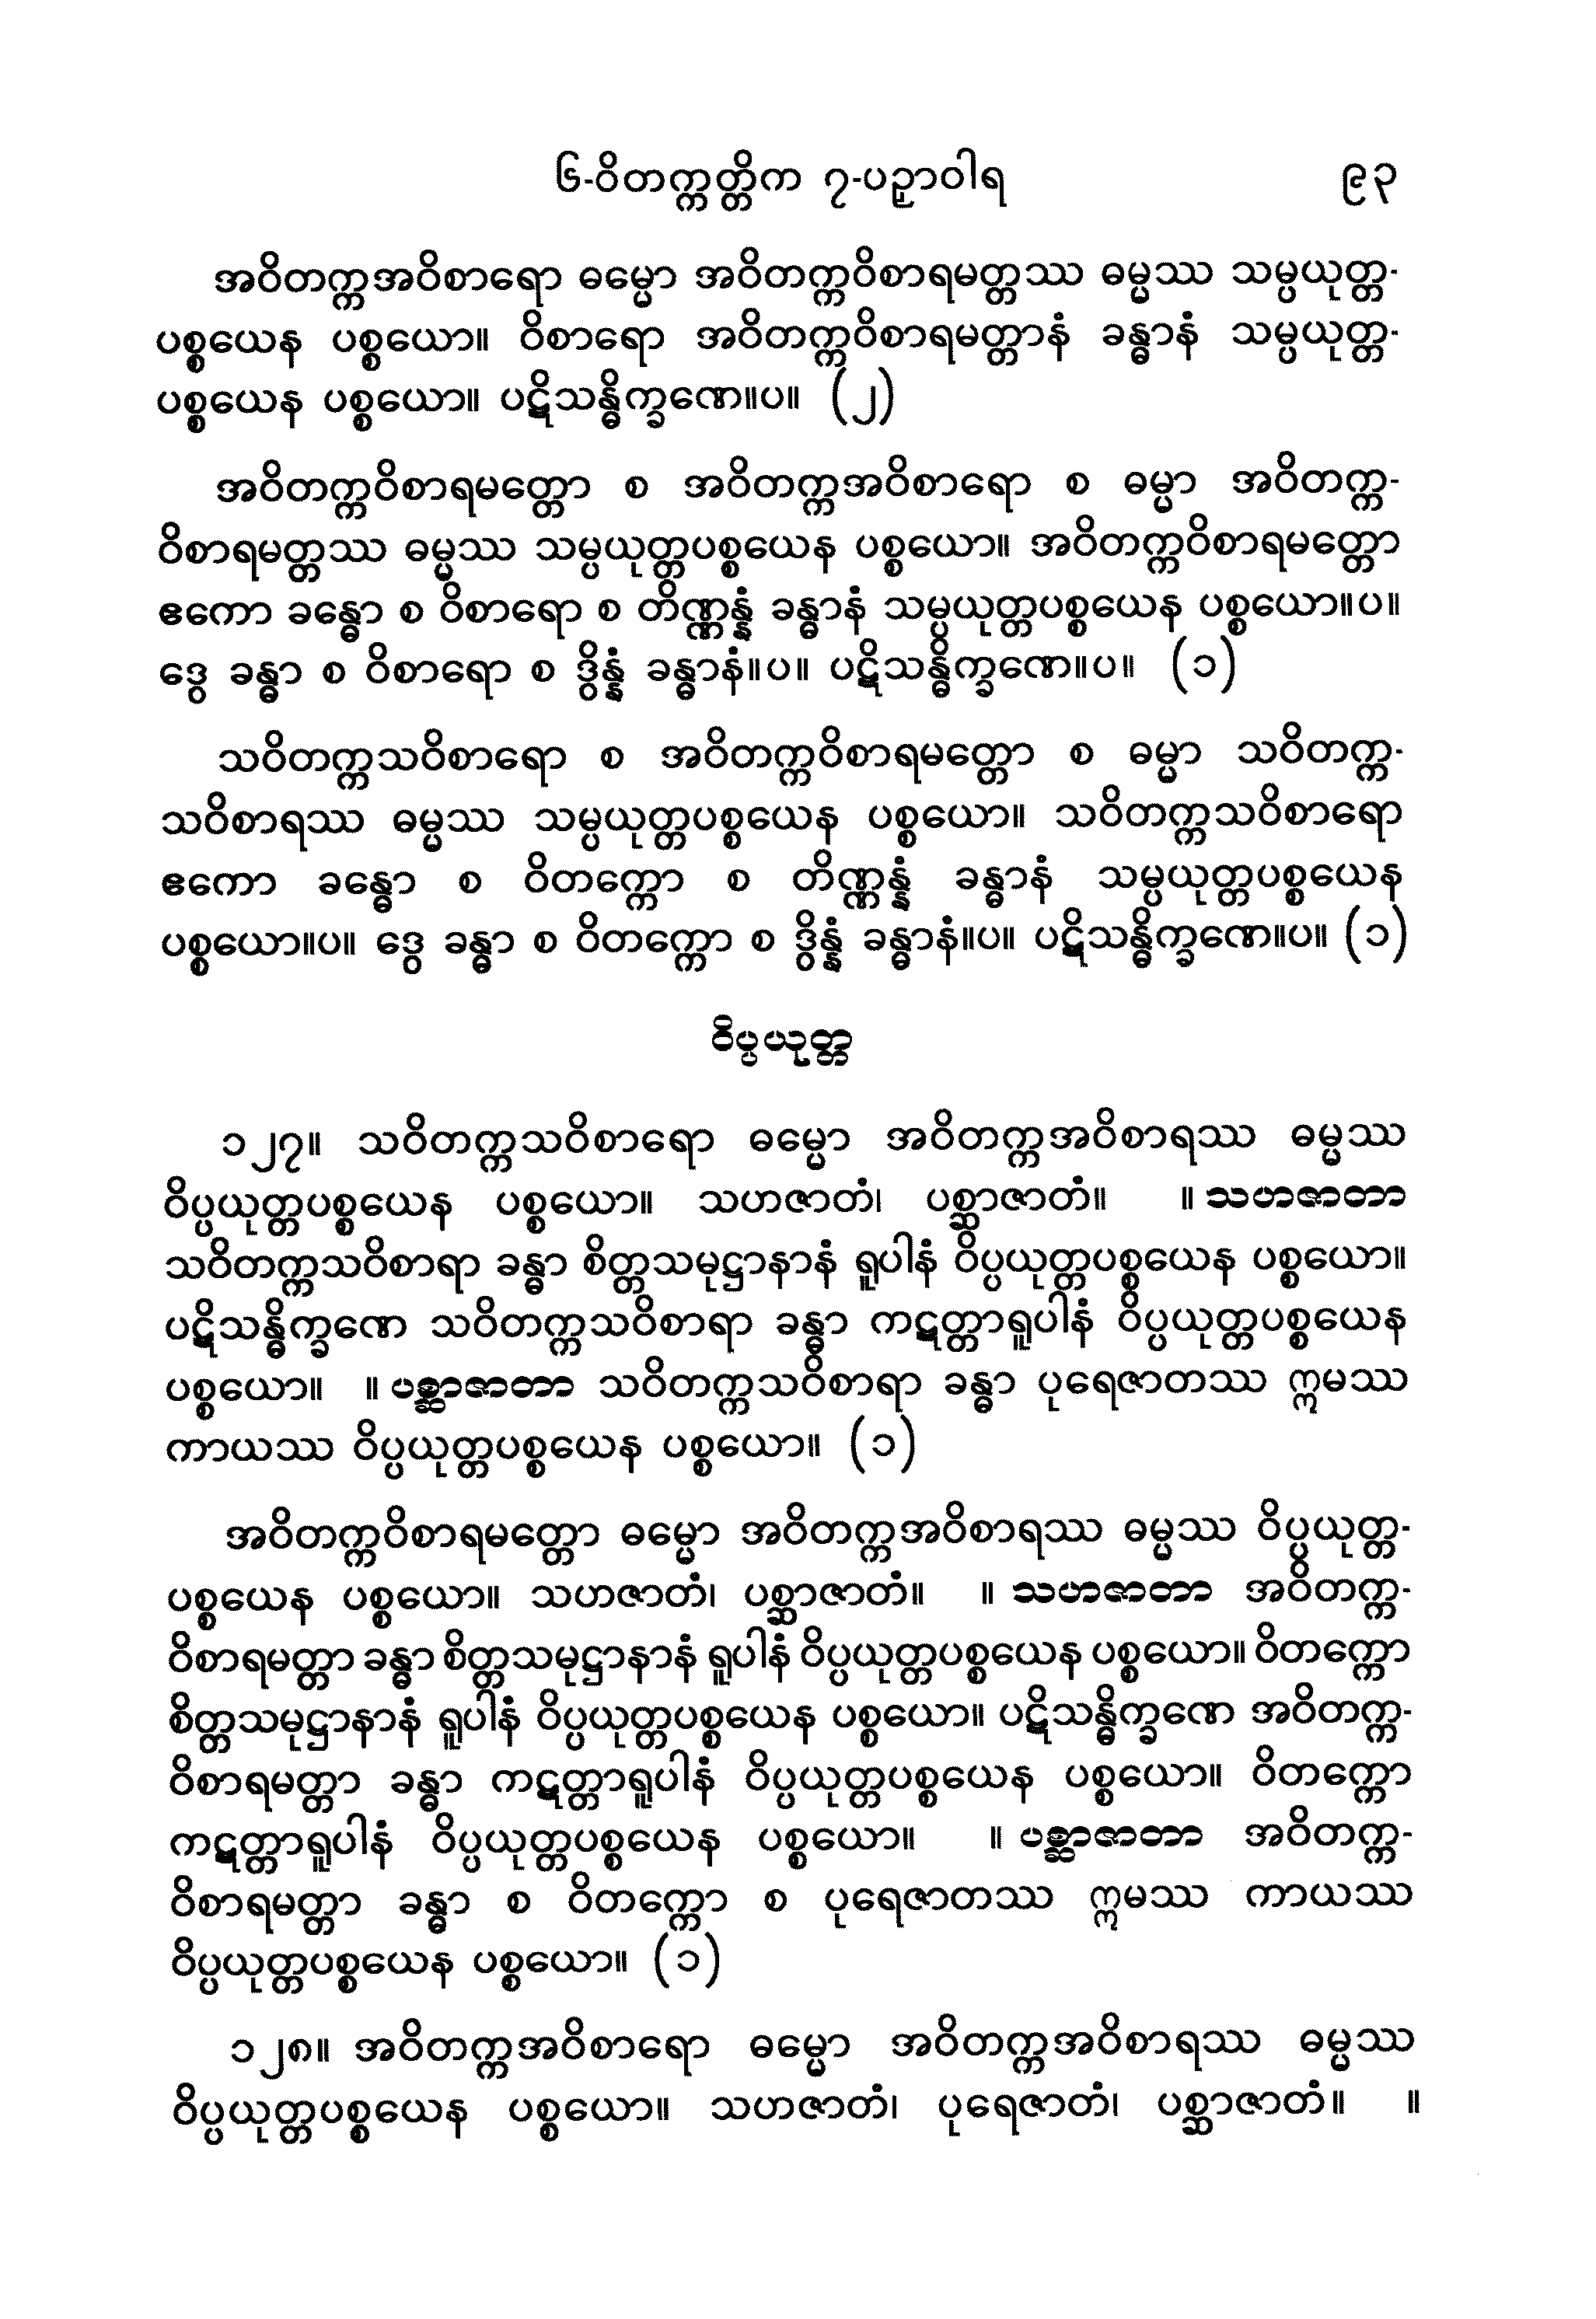 ၆-ဝိတက္ကတ္တိက ၇-ပဉှာဝါရ ၉၃
အဝိတက္ကအဝိစာရော ဓမ္မော အဝိတက္ကဝိစာရမတ္တဿ ဓမ္မဿ သမ္ပယုတ္တ-
ပစ္စယေန ပစ္စယော။ ဝိစာရော အဝိတက္ကဝိစာရမတ္တာနံ ခန္ဓာနံ သမ္ပယုတ္တ-
ပစ္စယေန ပစ္စယော။ ပဋိသန္ဓိက္ခဏေ။ပ။ (၂)
အဝိတက္ကဝိစာရမတ္တော စ အဝိတက္ကအဝိစာရော စ ဓမ္မာ အဝိတက္က-
ဝိစာရမတ္တဿ ဓမ္မဿ သမ္ပယုတ္တပစ္စယေန ပစ္စယော။ အဝိတက္ကဝိစာရမတ္တော
ဧကော ခန္ဓော စ ဝိစာရော စ တိဏ္ဏန္နံ ခန္ဓာနံ သမ္ပယုတ္တပစ္စယေန ပစ္စယော။ပ။
ဒွေ ခန္ဓာ စ ဝိစာရော စ ဒွိန္နံ ခန္ဓာနံ။ပ။ ပဋိသန္ဓိက္ခဏေ။ပ။ (၁)
သဝိတက္ကသဝိစာရော စ အဝိတက္ကဝိစာရမတ္တော စ ဓမ္မာ သဝိတက္က-
သဝိစာရဿ ဓမ္မဿ သမ္ပယုတ္တပစ္စယေန ပစ္စယော။ သဝိတက္ကသဝိစာရော
ဧကော ခန္ဓော စ ဝိတက္ကော စ တိဏ္ဏန္နံ ခန္ဓာနံ သမ္ပယုတ္တပစ္စယေန
ပစ္စယော။ပ။ ဒွေ ခန္ဓာ စ ဝိတက္ကော စ ဒွိန္နံ ခန္ဓာနံ။ပ။ ပဋိသန္ဓိက္ခဏေ။ပ။ (၁)
ဝိပ္ပယုတ္တ
၁၂၇။ သဝိတက္ကသဝိစာရော ဓမ္မော အဝိတက္ကအဝိစာရဿ ဓမ္မဿ
ဝိပ္ပယုတ္တပစ္စယေန ပစ္စယော။ သဟဇာတံ၊ ပစ္ဆာဇာတံ။ ။ သဟဇာတာ
သဝိတက္ကသဝိစာရာ ခန္ဓာ စိတ္တသမုဋ္ဌာနာနံ ရူပါနံ ဝိပ္ပယုတ္တပစ္စယေန ပစ္စယော။
ပဋိသန္ဓိက္ခဏေ သဝိတက္ကသဝိစာရာ ခန္ဓာ ကဋတ္တာရူပါနံ ဝိပ္ပယုတ္တပစ္စယေန
ပစ္စယော။ ။ ပစ္ဆာဇာတာ သဝိတက္ကသဝိစာရာ ခန္ဓာ ပုရေဇာတဿ ဣမဿ
ကာယဿ ဝိပ္ပယုတ္တပစ္စယေန ပစ္စယော။ (၁)
အဝိတက္ကဝိစာရမတ္တော ဓမ္မော အဝိတက္ကအဝိစာရဿ ဓမ္မဿ ဝိပ္ပယုတ္တ-
ပစ္စယေန ပစ္စယော။ သဟဇာတံ၊ ပစ္ဆာဇာတံ။ ။ သဟဇာတာ အဝိတက္က-
ဝိစာရမတ္တာ ခန္ဓာ စိတ္တသမုဋ္ဌာနာနံ ရူပါနံ ဝိပ္ပယုတ္တပစ္စယေန ပစ္စယော။ ဝိတက္ကော
စိတ္တသမုဋ္ဌာနာနံ ရူပါနံ ဝိပ္ပယုတ္တပစ္စယေန ပစ္စယော။ ပဋိသန္ဓိက္ခဏေ အဝိတက္က-
ဝိစာရမတ္တာ ခန္ဓာ ကဋတ္တာရူပါနံ ဝိပ္ပယုတ္တပစ္စယေန ပစ္စယော။ ဝိတက္ကော
ကဋတ္တာရူပါနံ ဝိပ္ပယုတ္တပစ္စယေန ပစ္စယော။ ။ ပစ္ဆာဇာတာ အဝိတက္က-
ဝိစာရမတ္တာ ခန္ဓာ စ ဝိတက္ကော စ ပုရေဇာတဿ ဣမဿ ကာယဿ
ဝိပ္ပယုတ္တပစ္စယေန ပစ္စယော။ (၁)
၁၂၈။ အဝိတက္ကအဝိစာရော ဓမ္မော အဝိတက္ကအဝိစာရဿ ဓမ္မဿ
ဝိပ္ပယုတ္တပစ္စယေန ပစ္စယော။ သဟဇာတံ၊ ပုရေဇာတံ၊ ပစ္ဆာဇာတံ။ ။